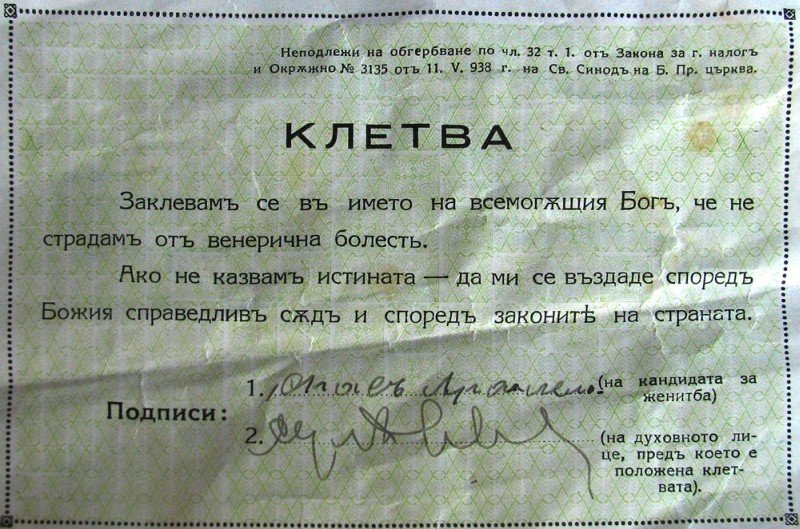 Неподлежи на обгербване по чл. 32 т. 1. отъ Закона за г. налогъ
и Окрѫжно № 3135 отъ 11. V. 938 г. на Св. Синодъ на Б. Пр. църква.
КЛЕТВА
Заклевамъ се въ името на всемогѫщия Богъ, че не
страдамъ отъ венерична болесть.
Ако не казвамъ истината — да ми се въздаде споредъ
Божия справедливъ сѫдъ и споредъ законитѣ на страната.
Подписи:
1. (на кандидата за
женитба)
2.
(на духовното ли-
це, предъ което е
положена клет-
вата).